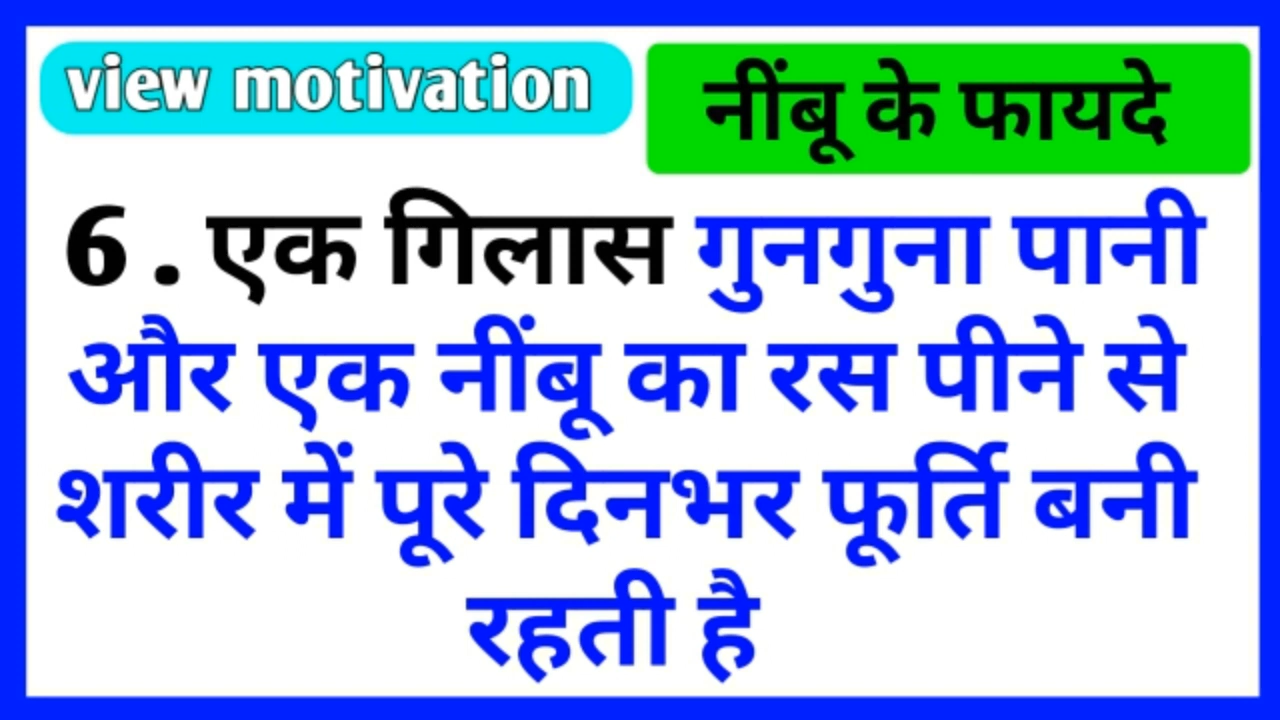 view motivation
नींबू के फायदे
6 . एक गिलास गुनगुना पानी
और एक नींबू का रस पीने से
शरीर में पूरे दिनभर फूर्ति बनी
रहती है